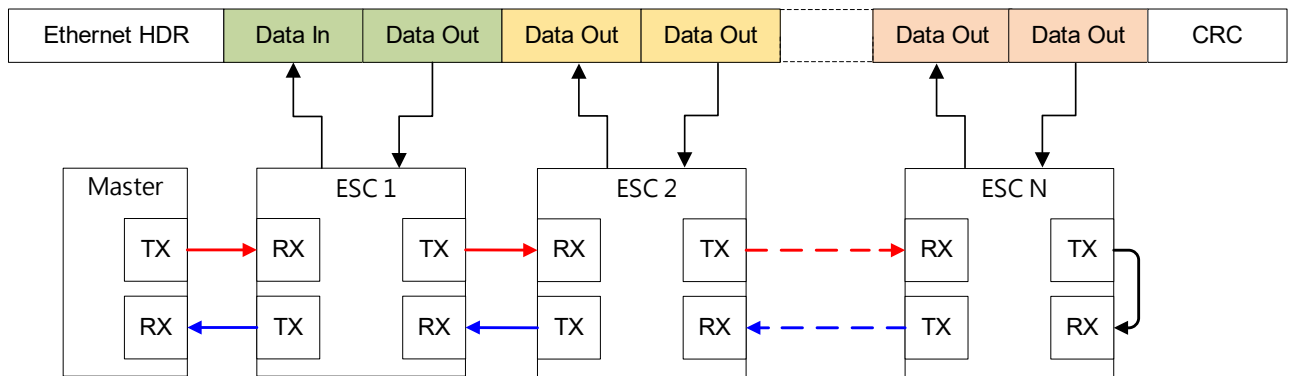 Ethernet HDR Data In Data Out Data Out Data Out Data Out Data Out CRC
Master ESC 1 ESC 2 ESC N
TX RX TX RX TX RX TX
RX TX RX TX RX TX RX